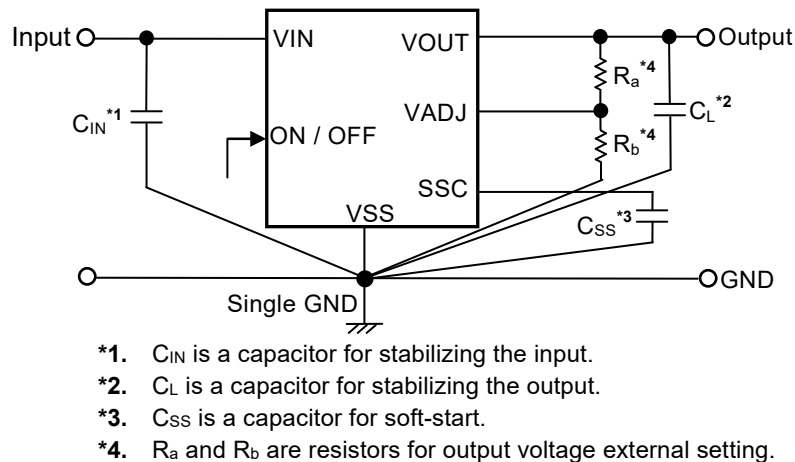 Input
VIN
VOUT
Output
Ra*4
CIN*1
VADJ
CL*2
ON / OFF
Rb*4
SSC
VSS
CSS*3
Single GND
GND
*1. CIN is a capacitor for stabilizing the input.
*2. CL is a capacitor for stabilizing the output.
*3. CSS is a capacitor for soft-start.
*4. Ra and Rb are resistors for output voltage external setting.